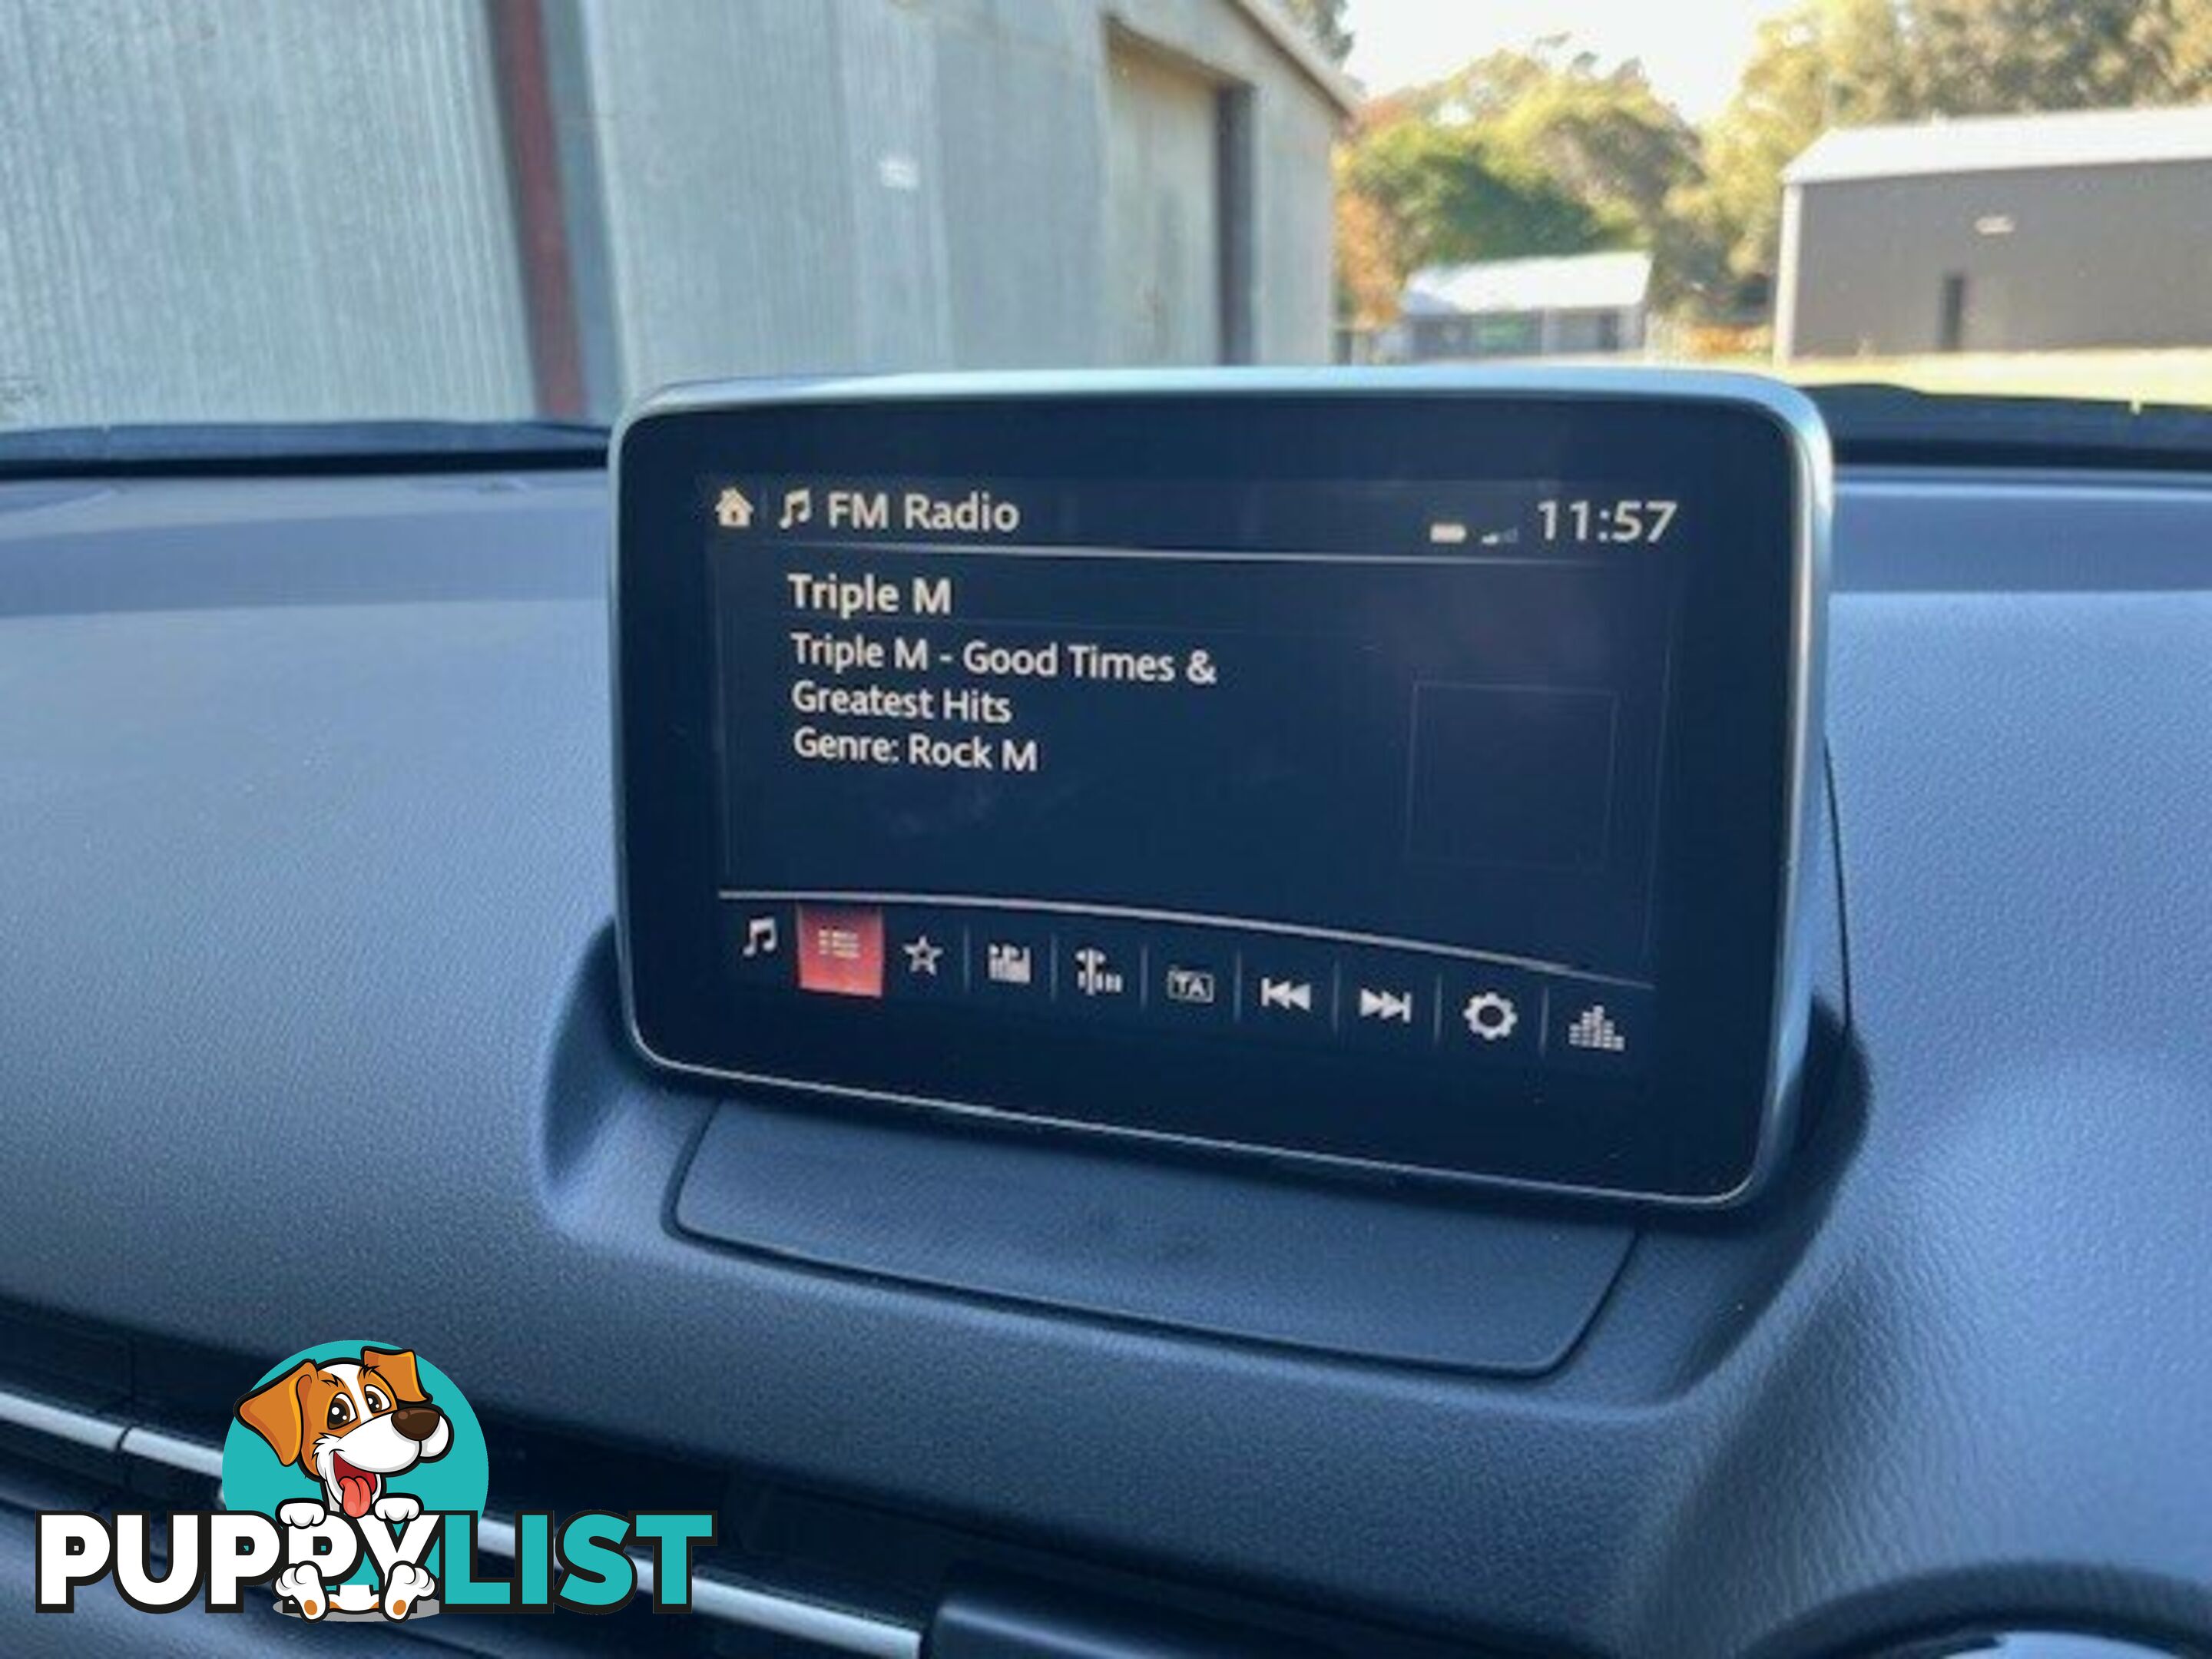 FM Radio
11:57
Triple M
Triple M - Good Times &
Greatest Hits
Genre: Rock M
TA
PUPPYLIST